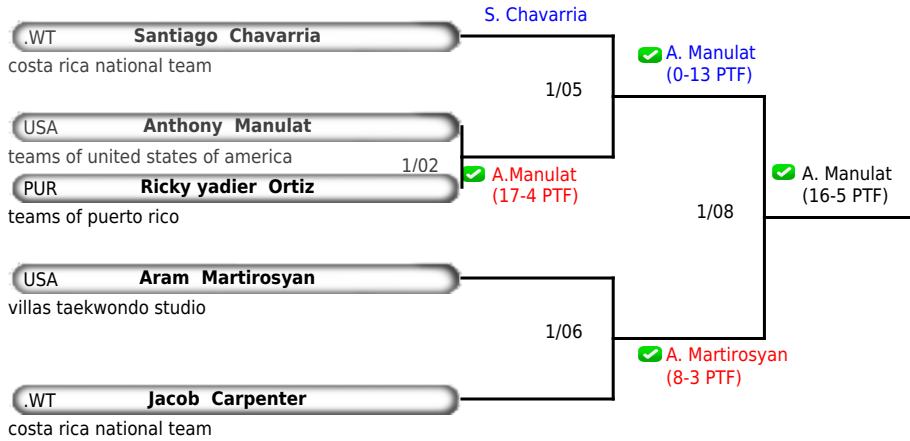 S. Chavarria
.WT Santiago Chavarria
costa rica national team
A. Manulat
(0-13 PTF)
1/05
USA Anthony Manulat
teams of united states of america
1/02
PUR Ricky yadier Ortiz
teams of puerto rico
A.Manulat
(17-4 PTF)
A. Manulat
(16-5 PTF)
1/08
USA Aram Martirosyan
villas taekwondo studio
1/06
A. Martirosyan
(8-3 PTF)
.WT Jacob Carpenter
costa rica national team